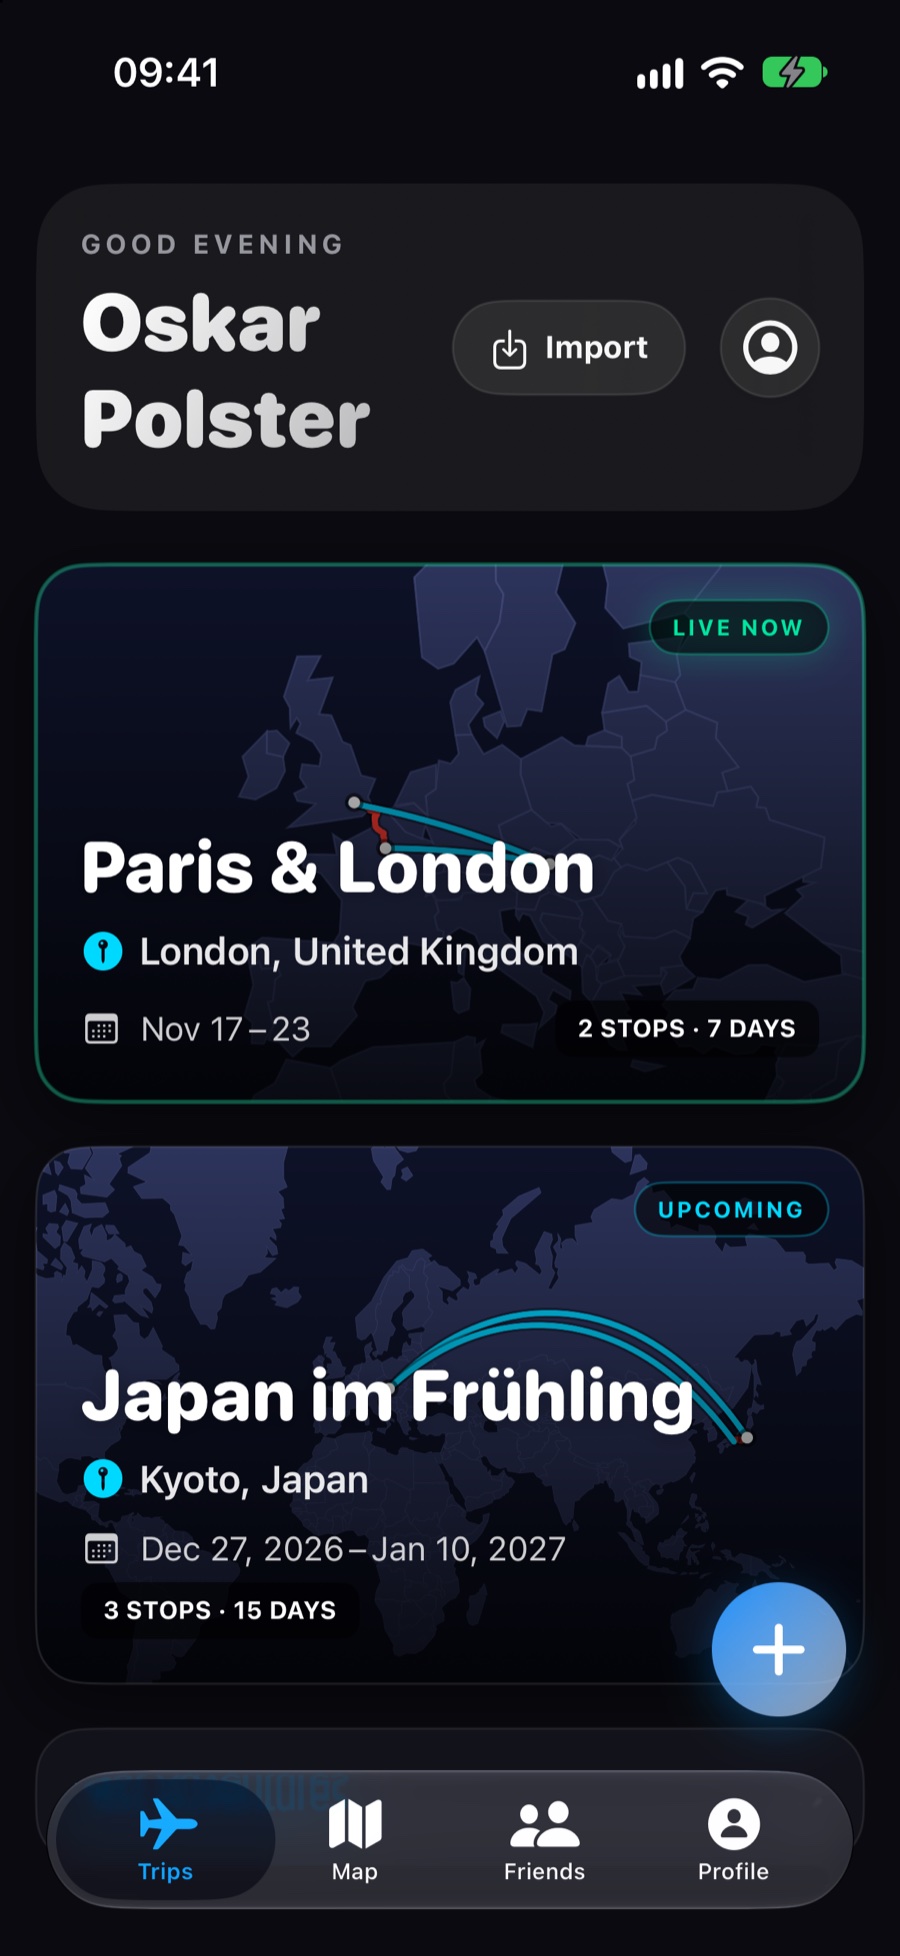 09:41
GOOD EVENING
Oskar
Polster
Import
LIVE NOW
Paris & London
London, United Kingdom
Nov 17–23
2 STOPS · 7 DAYS
UPCOMING
Japan im Frühling
Kyoto, Japan
Dec 27, 2026–Jan 10, 2027
3 STOPS · 15 DAYS
Trips
Map
Friends
Profile